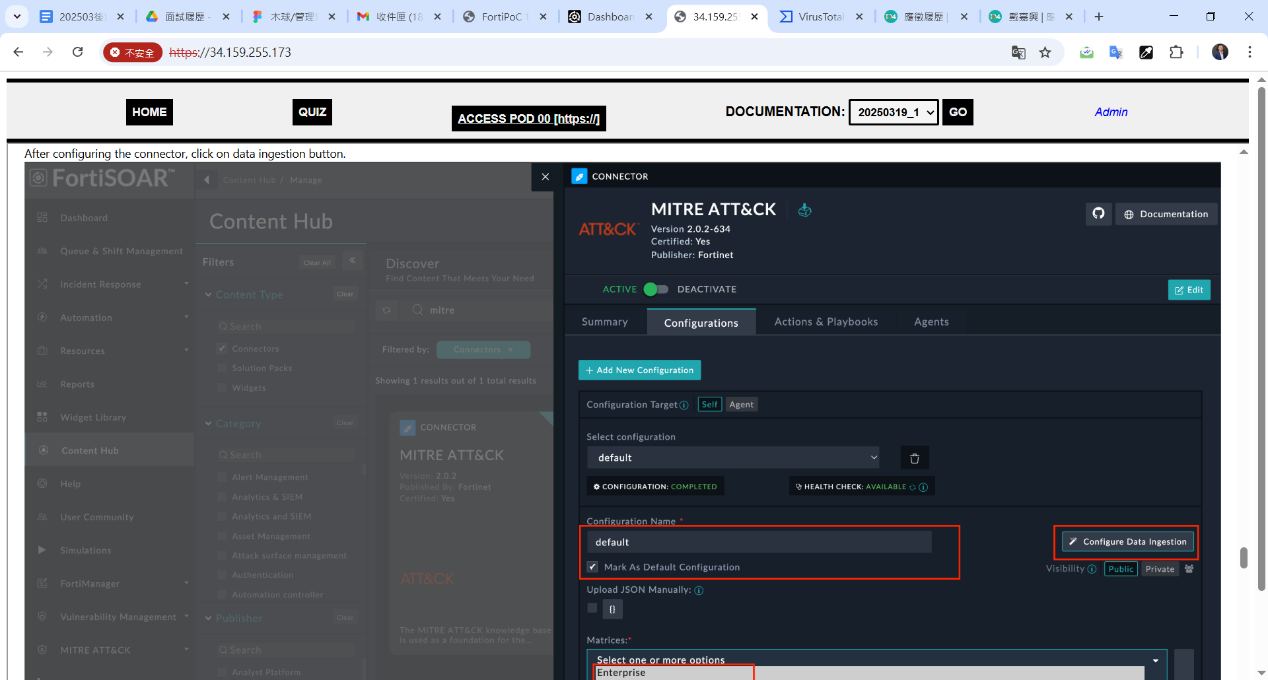 202503後
面試履歷 -
木球/管理
收件匣 (18
FortiPoC
Dashboar
34.159.25
VirusTotal
應徵履歷
戴嘉興 |
不安全 https://34.159.255.173
HOME QUIZ ACCESS POD 00 [https://] DOCUMENTATION: 20250319_1 GO Admin
After configuring the connector, click on data ingestion button.
FortiSOAR™
Dashboard
Queue & Shift Management
Incident Response
Automation
Resources
Reports
Widget Library
Content Hub
Help
User Community
Simulations
FortiManager
Vulnerability Management
MITRE ATT&CK
Content Hub / Manage
Content Hub
Filters Clear All
Content Type Clear
Search
Connectors
Solution Packs
Widgets
Category Clear
Search
Alert Management
Analytics & SIEM
Analytics and SIEM
Asset Management
Attack surface management
Authentication
Automation controller
Publisher Clear
Search
Analyst Platform
Discover
Find Content That Meets Your Need
mitre
Filtered by: Connectors ×
Showing 1 results out of 1 total results
CONNECTOR
MITRE ATT&CK
Version: 2.0.2
Published By: Fortinet
Certified: Yes
ATT&CK
The MITRE ATT&CK knowledge base
is used as a foundation for the...
CONNECTOR
ATT&CK™
MITRE ATT&CK
Version 2.0.2-634
Certified: Yes
Publisher: Fortinet
Documentation
ACTIVE DEACTIVATE Edit
Summary Configurations Actions & Playbooks Agents
+ Add New Configuration
Configuration Target Self Agent
Select configuration
default
CONFIGURATION: COMPLETED HEALTH CHECK: AVAILABLE
Configuration Name *
default
Configure Data Ingestion
Mark As Default Configuration
Visibility Public Private
Upload JSON Manually:
{}
Matrices:*
Select one or more options
Enterprise